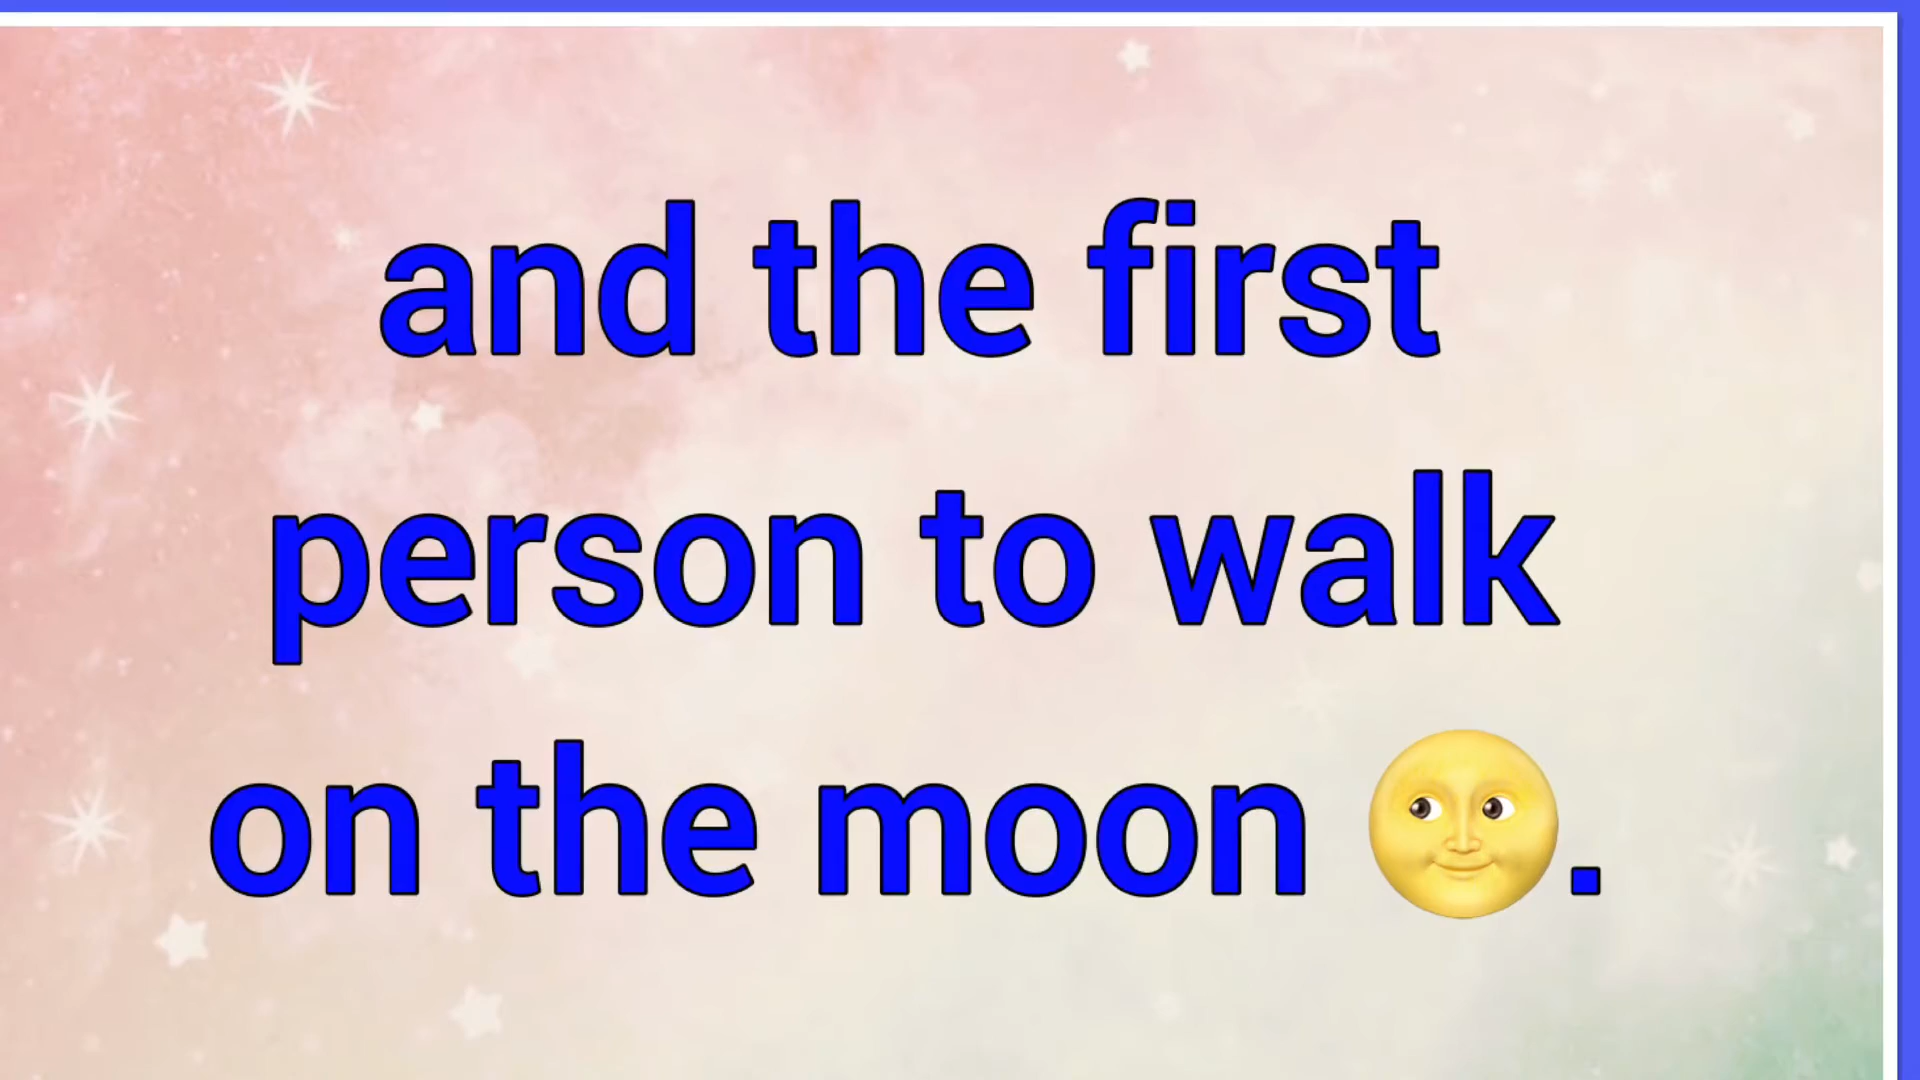 and the first
person to walk
on the moon 🌝.